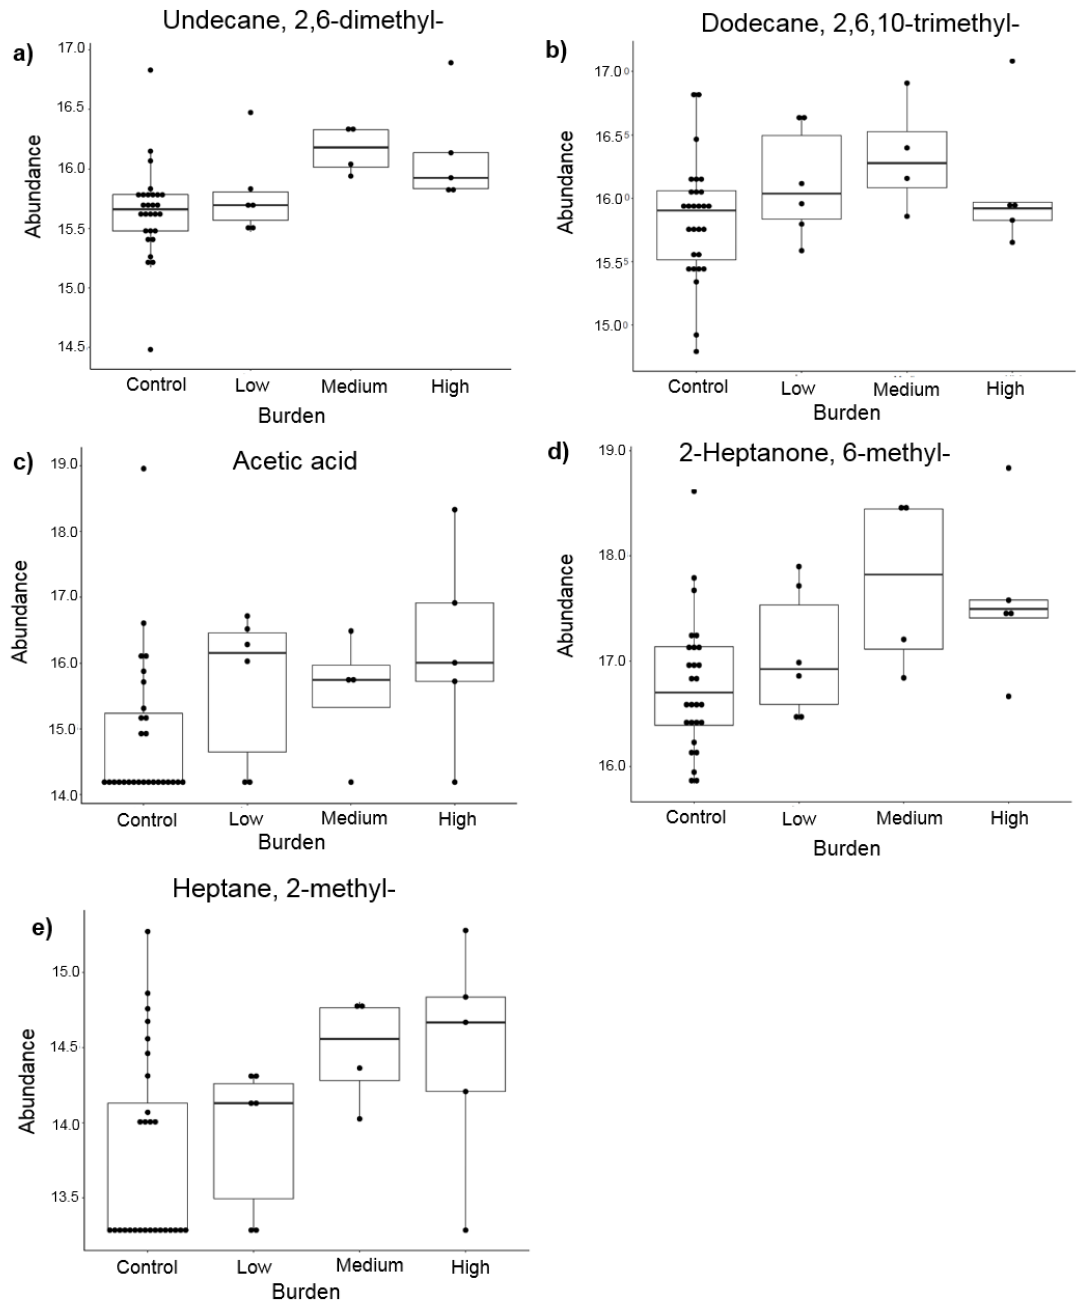 Undecane, 2,6-dimethyl-
a)
17.0
16.5
16.0
15.5
15.0
14.5
Abundance
Control Low Medium High
Burden
Dodecane, 2,6,10-trimethyl-
b)
17.00
16.55
16.0
15.55
15.00
Abundance
Control Low Medium High
Burden
c)
Acetic acid
19.0
18.0
17.0
16.0
15.0
14.0
Abundance
Control Low Medium High
Burden
d)
2-Heptanone, 6-methyl-
19.0
18.0
17.0
16.0
Abundance
Control Low Medium High
Burden
Heptane, 2-methyl-
e)
15.0
14.5
14.0
13.5
Abundance
Control Low Medium High
Burden